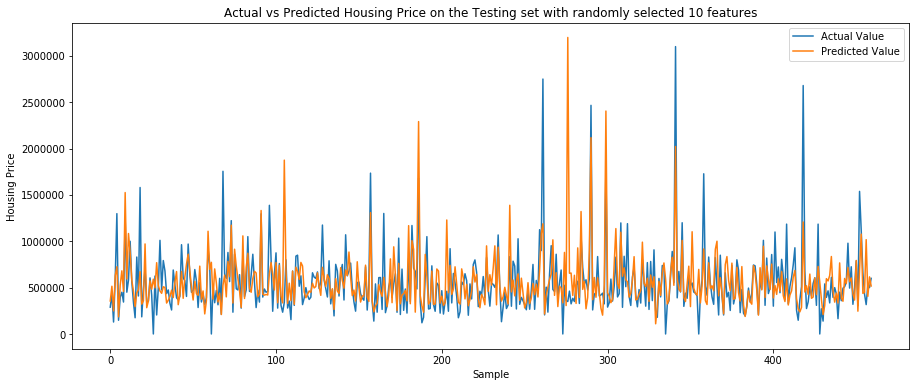 Actual vs Predicted Housing Price on the Testing set with randomly selected 10 features
Actual Value
Predicted Value
Housing Price
3000000
2500000
2000000
1500000
1000000
500000
0
0
100
200
300
400
Sample